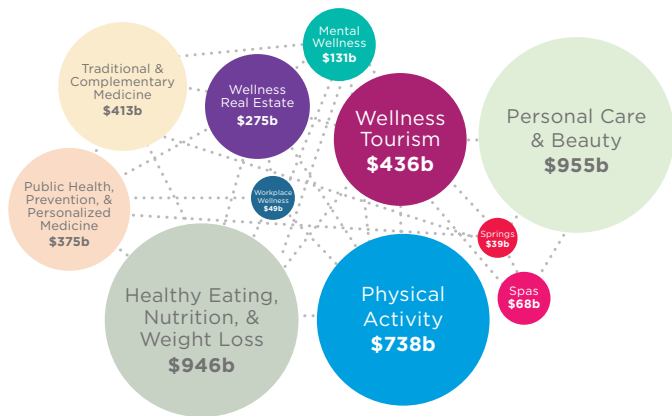 Mental
Wellness
$131b
Traditional &
Complementary
Medicine
$413b
Wellness
Real Estate
$275b
Wellness
Tourism
$436b
Personal Care
& Beauty
$955b
Public Health,
Prevention, &
Personalized
Medicine
$375b
Workplace
Wellness
$49b
Springs
$39b
Healthy Eating,
Nutrition, &
Weight Loss
$946b
Physical
Activity
$738b
Spas
$68b